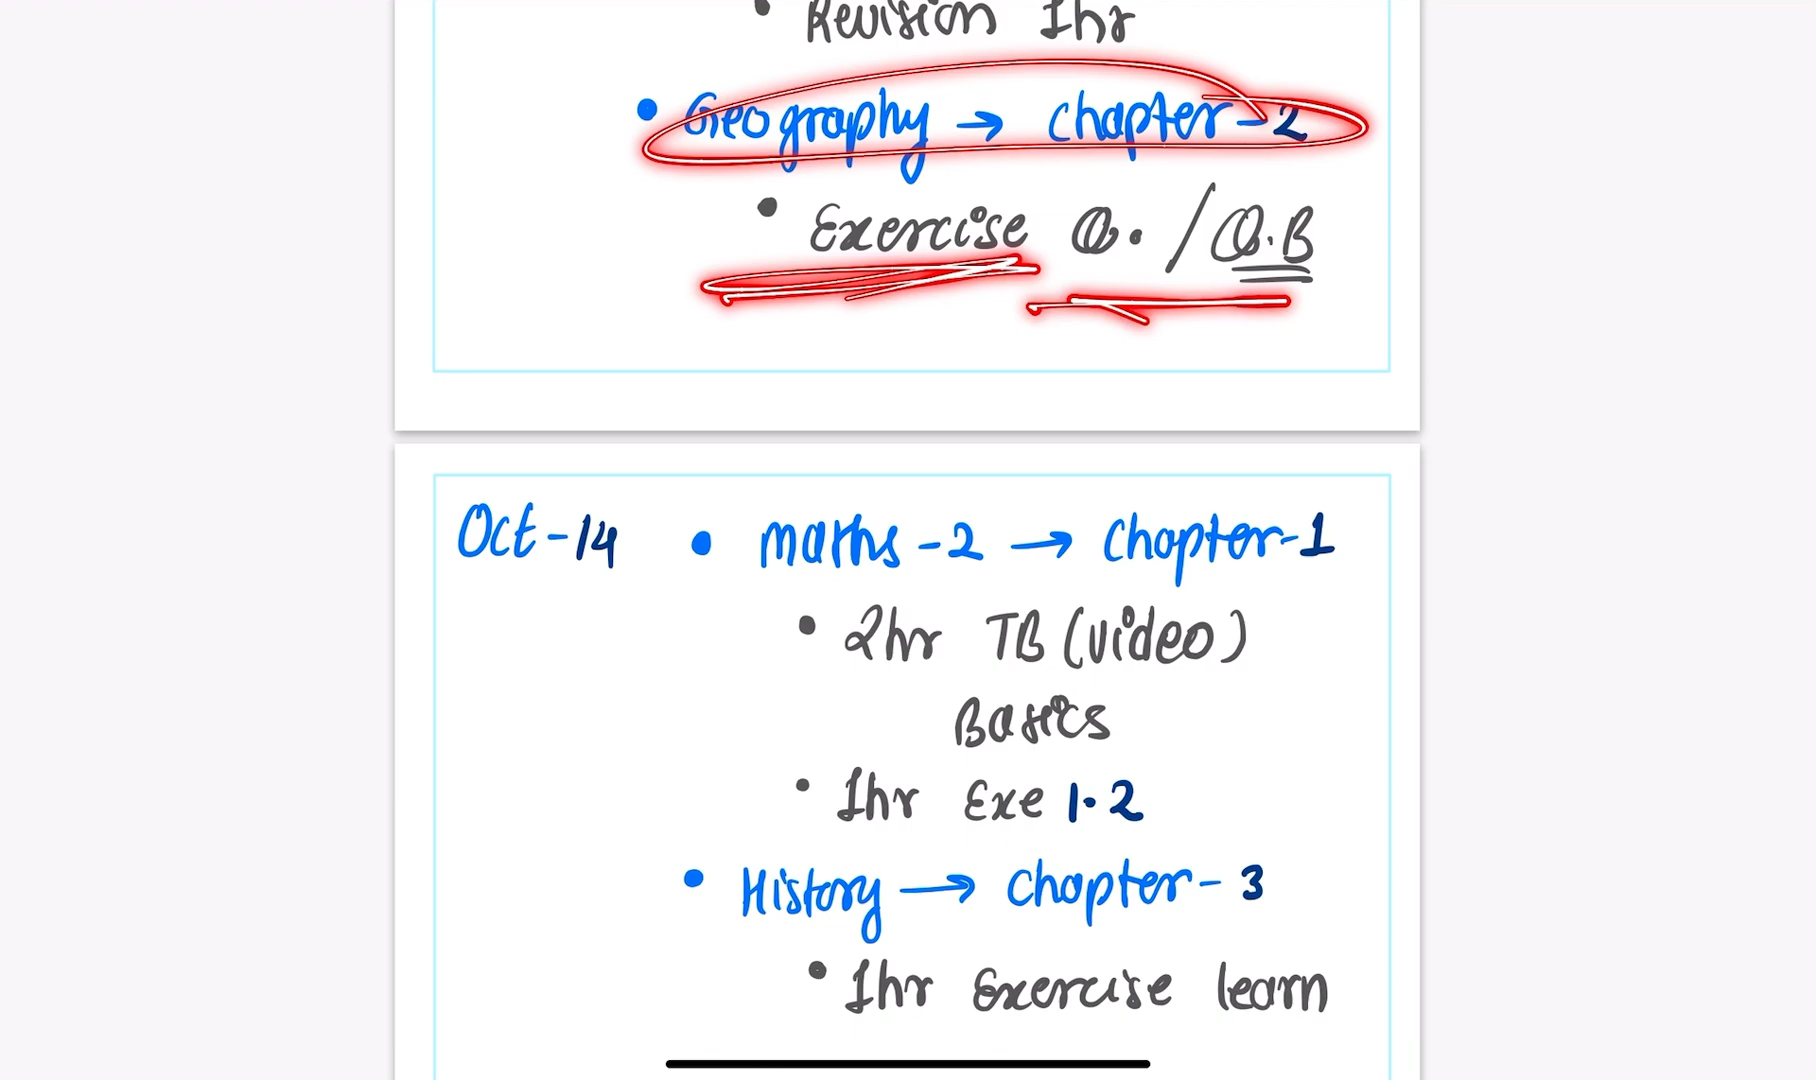 • Revision 1hr
• Geography → Chapter-2
• Exercise Q. / Q.B
Oct-14 • maths-2 → Chapter-1
• 2hr TB (video)
Basics
• 1hr Exe 1.2
• History → Chapter-3
• 1hr Exercise learn